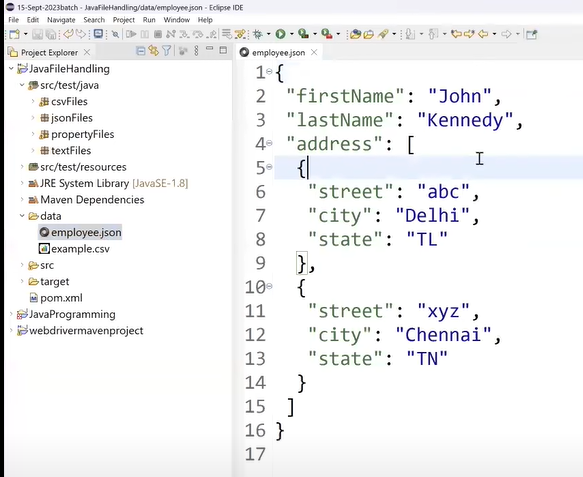 15-Sept-2023batch - JavaFileHandling/data/employee.json - Eclipse IDE
File Edit Navigate Search Project Run Window Help
Project Explorer
JavaFileHandling
src/test/java
csvFiles
jsonFiles
propertyFiles
textFiles
src/test/resources
JRE System Library [JavaSE-1.8]
Maven Dependencies
data
employee.json
example.csv
src
target
pom.xml
JavaProgramming
webdrivermavenproject
employee.json
1 {
2 "firstName": "John",
3 "lastName": "Kennedy",
4 "address": [
5 {
6 "street": "abc",
7 "city": "Delhi",
8 "state": "TL"
9 },
10 {
11 "street": "xyz",
12 "city": "Chennai",
13 "state": "TN"
14 }
15 ]
16 }
17